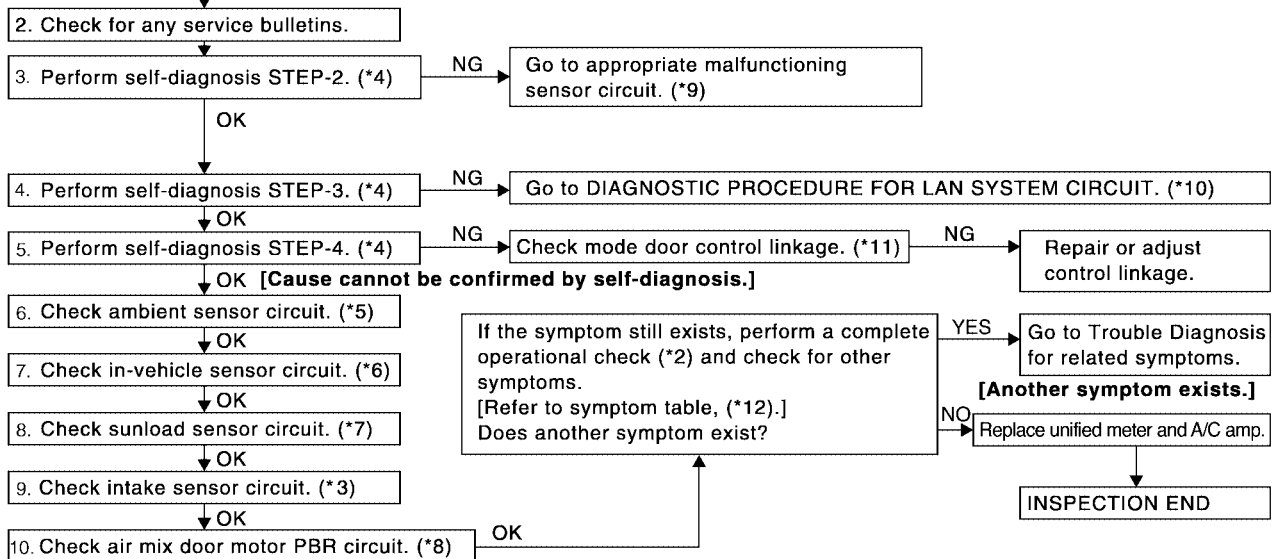 2. Check for any service bulletins.
3. Perform self-diagnosis STEP-2. (*4)
NG
Go to appropriate malfunctioning
sensor circuit. (*9)
OK
4. Perform self-diagnosis STEP-3. (*4)
NG
Go to DIAGNOSTIC PROCEDURE FOR LAN SYSTEM CIRCUIT. (*10)
OK
5. Perform self-diagnosis STEP-4. (*4)
NG
Check mode door control linkage. (*11)
NG
Repair or adjust
control linkage.
OK [Cause cannot be confirmed by self-diagnosis.]
6. Check ambient sensor circuit. (*5)
OK
7. Check in-vehicle sensor circuit. (*6)
OK
8. Check sunload sensor circuit. (*7)
OK
9. Check intake sensor circuit. (*3)
OK
10. Check air mix door motor PBR circuit. (*8)
OK
If the symptom still exists, perform a complete
operational check (*2) and check for other
symptoms.
[Refer to symptom table, (*12).]
Does another symptom exist?
YES
Go to Trouble Diagnosis
for related symptoms.
[Another symptom exists.]
NO
Replace unified meter and A/C amp.
INSPECTION END